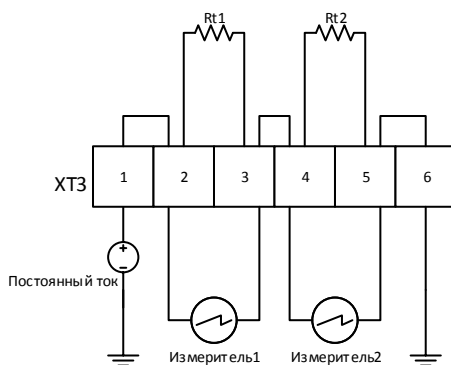 Rt1 Rt2
XT3 1 2 3 4 5 6
Постоянный ток
Измеритель1 Измеритель2